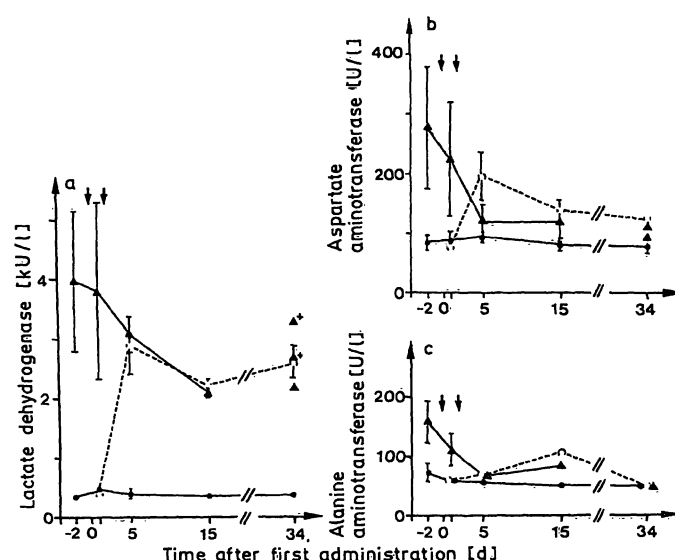 a
Lactate dehydrogenase [kU/l]
4
2
0
-2 0 5 15 34
+
+
b
Aspartate
aminotransferase [U/l]
400
200
0
-2 0 5 15 34
c
Alanine
aminotransferase [U/l]
200
100
0
-2 0 5 15 34
Time after first administration [d]